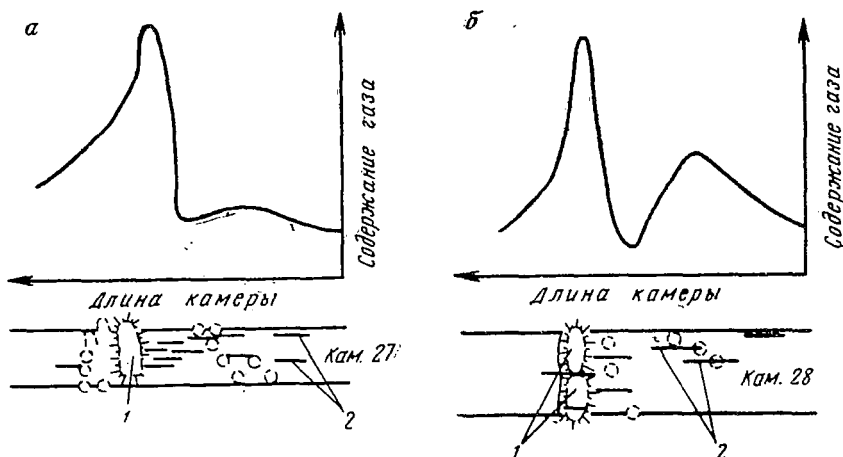 а
Содержание газа
Длина камеры
Кам. 27
1
2
б
Содержание газа
Длина камеры
Кам. 28
1
2